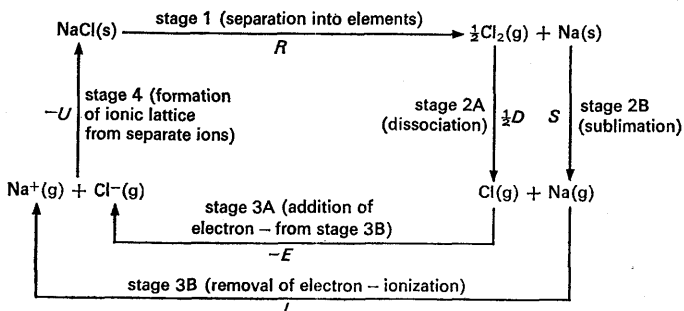 stage 1 (separation into elements)
NaCl(s)
½Cl₂(g) + Na(s)
R
stage 4 (formation
of ionic lattice
from separate ions)
−U
stage 2A
(dissociation)
½D
S
stage 2B
(sublimation)
Na⁺(g) + Cl⁻(g)
Cl(g) + Na(g)
stage 3A (addition of
electron – from stage 3B)
−E
stage 3B (removal of electron – ionization)